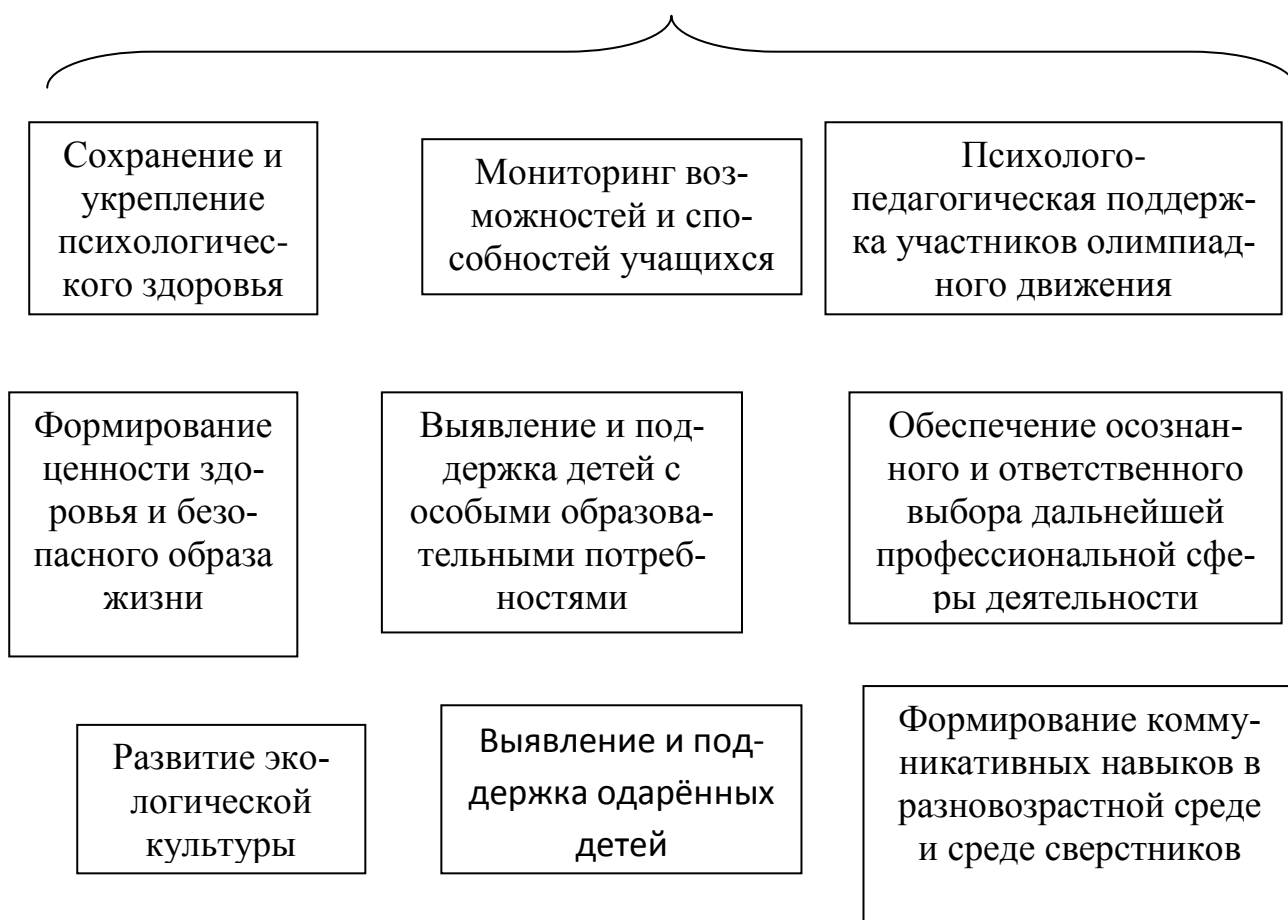 Сохранение и
укрепление
психологичес-
кого здоровья
Мониторинг воз-
можностей и спо-
собностей учащихся
Психолого-
педагогическая поддерж-
ка участников олимпиад-
ного движения
Формирование
ценности здо-
ровья и безо-
пасного образа
жизни
Выявление и под-
держка детей с
особыми образова-
тельными потреб-
ностями
Обеспечение осознан-
ного и ответственного
выбора дальнейшей
профессиональной сфе-
ры деятельности
Развитие эко-
логической
культуры
Выявление и под-
держка одарённых
детей
Формирование комму-
никативных навыков в
разновозрастной среде
и среде сверстников